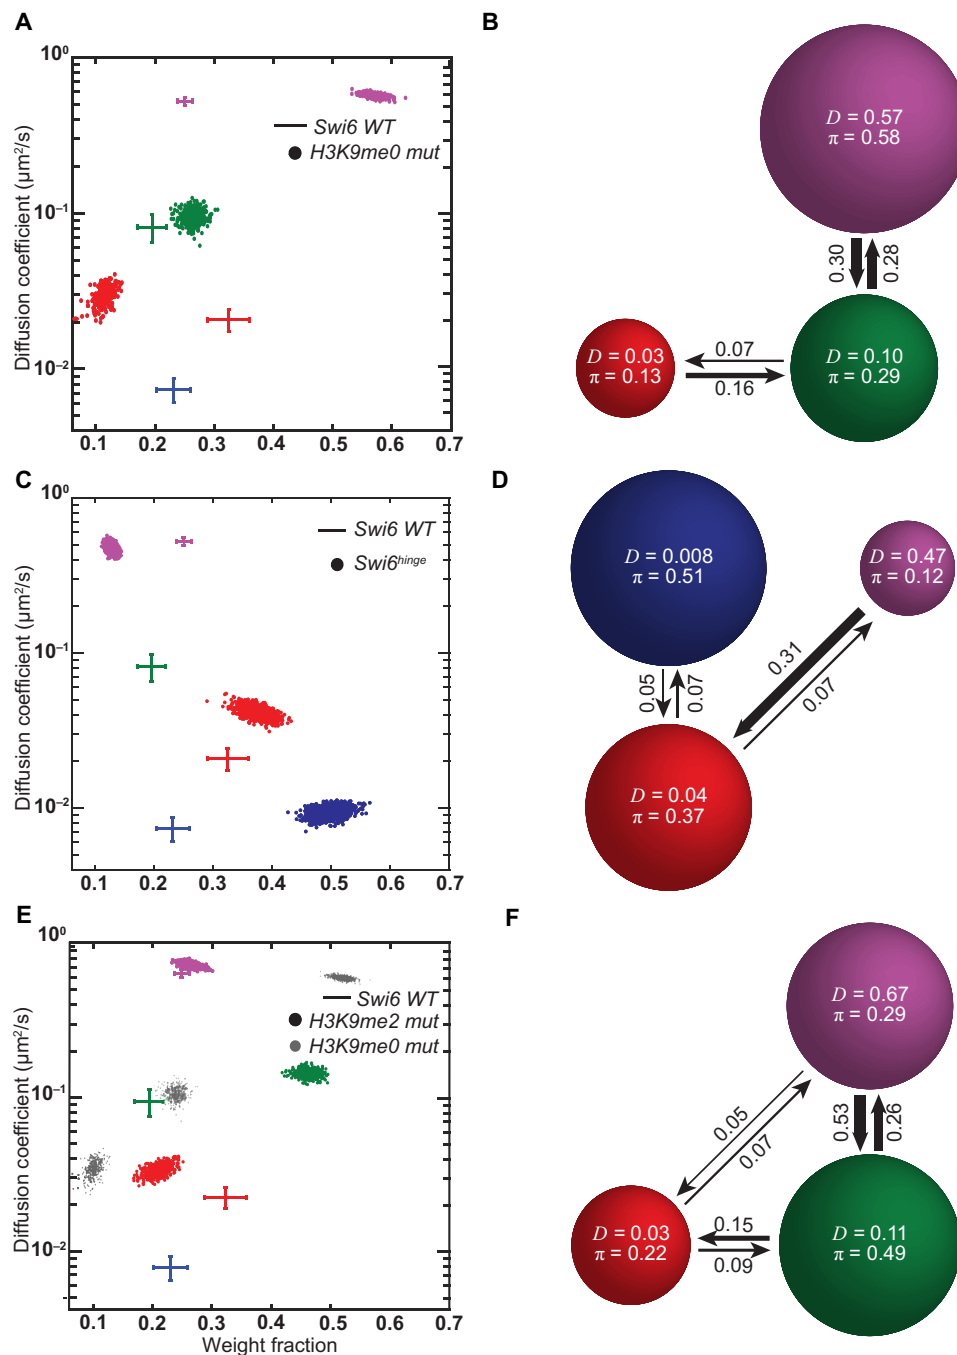 A
10⁰
10⁻¹
10⁻²
Diffusion coefficient (µm²/s)
Swi6 WT
H3K9me0 mut
0.1 0.2 0.3 0.4 0.5 0.6 0.7
B
D = 0.57
π = 0.58
0.30
0.28
0.07
0.16
D = 0.03
π = 0.13
D = 0.10
π = 0.29
C
10⁰
10⁻¹
10⁻²
Diffusion coefficient (µm²/s)
Swi6 WT
Swi6ʰⁱⁿᵍᵉ
0.1 0.2 0.3 0.4 0.5 0.6 0.7
D
D = 0.008
π = 0.51
D = 0.47
π = 0.12
0.31
0.07
0.05
0.07
D = 0.04
π = 0.37
E
10⁰
10⁻¹
10⁻²
Diffusion coefficient (µm²/s)
Swi6 WT
H3K9me2 mut
H3K9me0 mut
0.1 0.2 0.3 0.4 0.5 0.6 0.7
Weight fraction
F
D = 0.67
π = 0.29
0.05
0.07
0.53
0.26
0.15
0.09
D = 0.03
π = 0.22
D = 0.11
π = 0.49